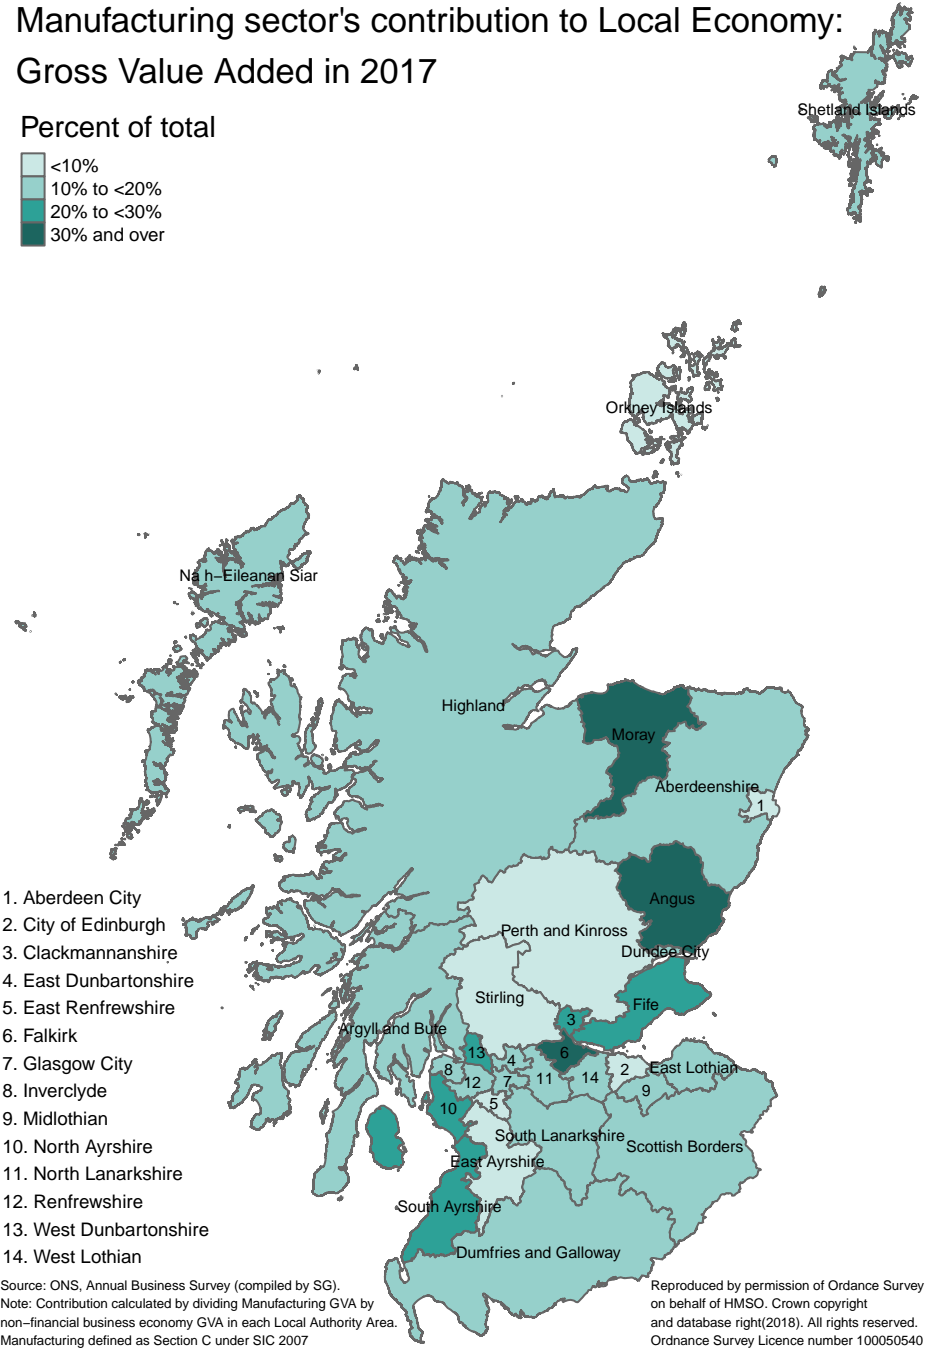 Manufacturing sector's contribution to Local Economy:
Gross Value Added in 2017
Percent of total
<10%
10% to <20%
20% to <30%
30% and over
Shetland Islands
Orkney Islands
Na h−Eileanan Siar
Highland
Moray
Aberdeenshire
1
Angus
Perth and Kinross
Dundee City
Stirling
Fife
3
Argyll and Bute
13
4
6
8
12
7
11
14
2
East Lothian
9
10
5
South Lanarkshire
Scottish Borders
East Ayrshire
South Ayrshire
Dumfries and Galloway
1. Aberdeen City
2. City of Edinburgh
3. Clackmannanshire
4. East Dunbartonshire
5. East Renfrewshire
6. Falkirk
7. Glasgow City
8. Inverclyde
9. Midlothian
10. North Ayrshire
11. North Lanarkshire
12. Renfrewshire
13. West Dunbartonshire
14. West Lothian
Source: ONS, Annual Business Survey (compiled by SG).
Note: Contribution calculated by dividing Manufacturing GVA by
non−financial business economy GVA in each Local Authority Area.
Manufacturing defined as Section C under SIC 2007
Reproduced by permission of Ordance Survey
on behalf of HMSO. Crown copyright
and database right(2018). All rights reserved.
Ordnance Survey Licence number 100050540